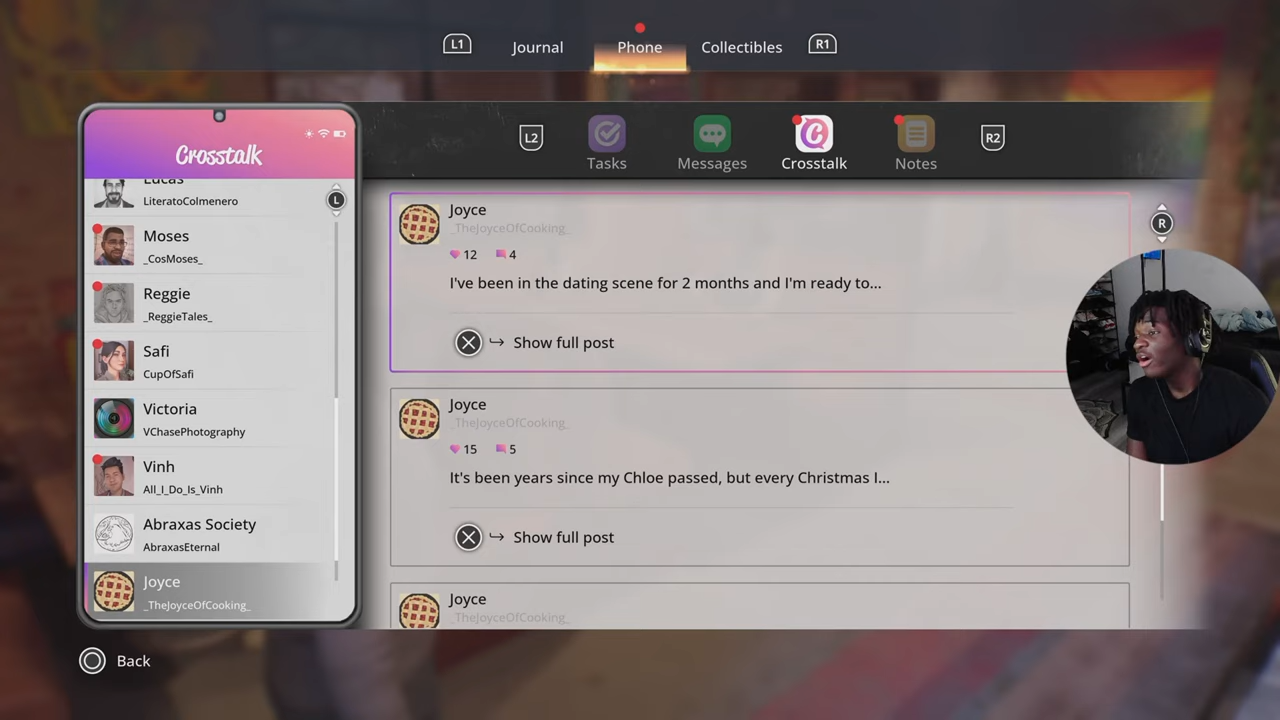 L1 Journal Phone Collectibles R1
Crosstalk
L2 Tasks Messages Crosstalk Notes R2
Lucas
LiteratoColmenero
L
Moses
_CosMoses_
Reggie
_ReggieTales_
Safi
CupOfSafi
Victoria
VChasePhotography
Vinh
All_I_Do_Is_Vinh
Abraxas Society
AbraxasEternal
Joyce
_TheJoyceOfCooking_
Joyce
_TheJoyceOfCooking_
12 4
I've been in the dating scene for 2 months and I'm ready to...
Show full post
R
Joyce
_TheJoyceOfCooking_
15 5
It's been years since my Chloe passed, but every Christmas I...
Show full post
Joyce
_TheJoyceOfCooking_
Back